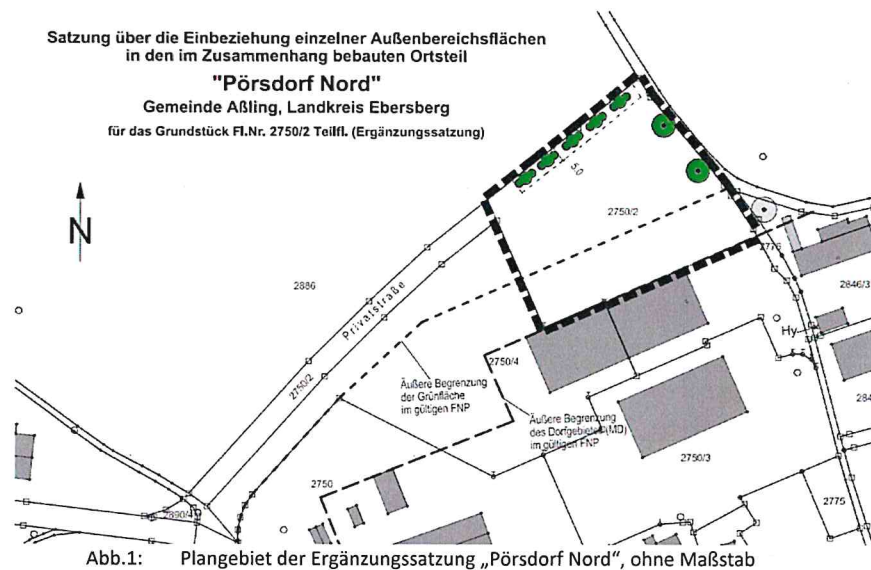 Satzung über die Einbeziehung einzelner Außenbereichsflächen
in den im Zusammenhang bebauten Ortsteil
"Pörsdorf Nord"
Gemeinde Aßling, Landkreis Ebersberg
für das Grundstück Fl.Nr. 2750/2 Teilfl. (Ergänzungssatzung)
N
5,0
2750/2
2776
2886
Privatstraße
2846/3
Hy
2750/4
2750/2
Äußere Begrenzung
der Grünfläche
im gültigen FNP
Äußere Begrenzung
des Dorfgebietes (MD)
im gültigen FNP
2750/3
2750
2775
2890/4
Abb.1: Plangebiet der Ergänzungssatzung „Pörsdorf Nord“, ohne Maßstab